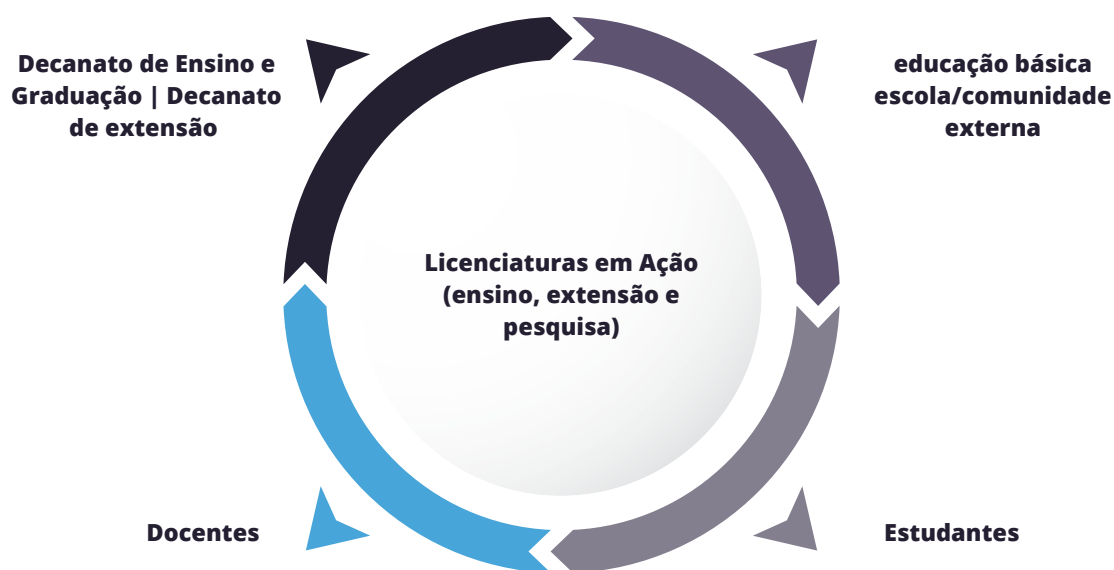 Decanato de Ensino e
Graduação | Decanato
de extensão
educação básica
escola/comunidade
externa
Licenciaturas em Ação
(ensino, extensão e
pesquisa)
Docentes
Estudantes